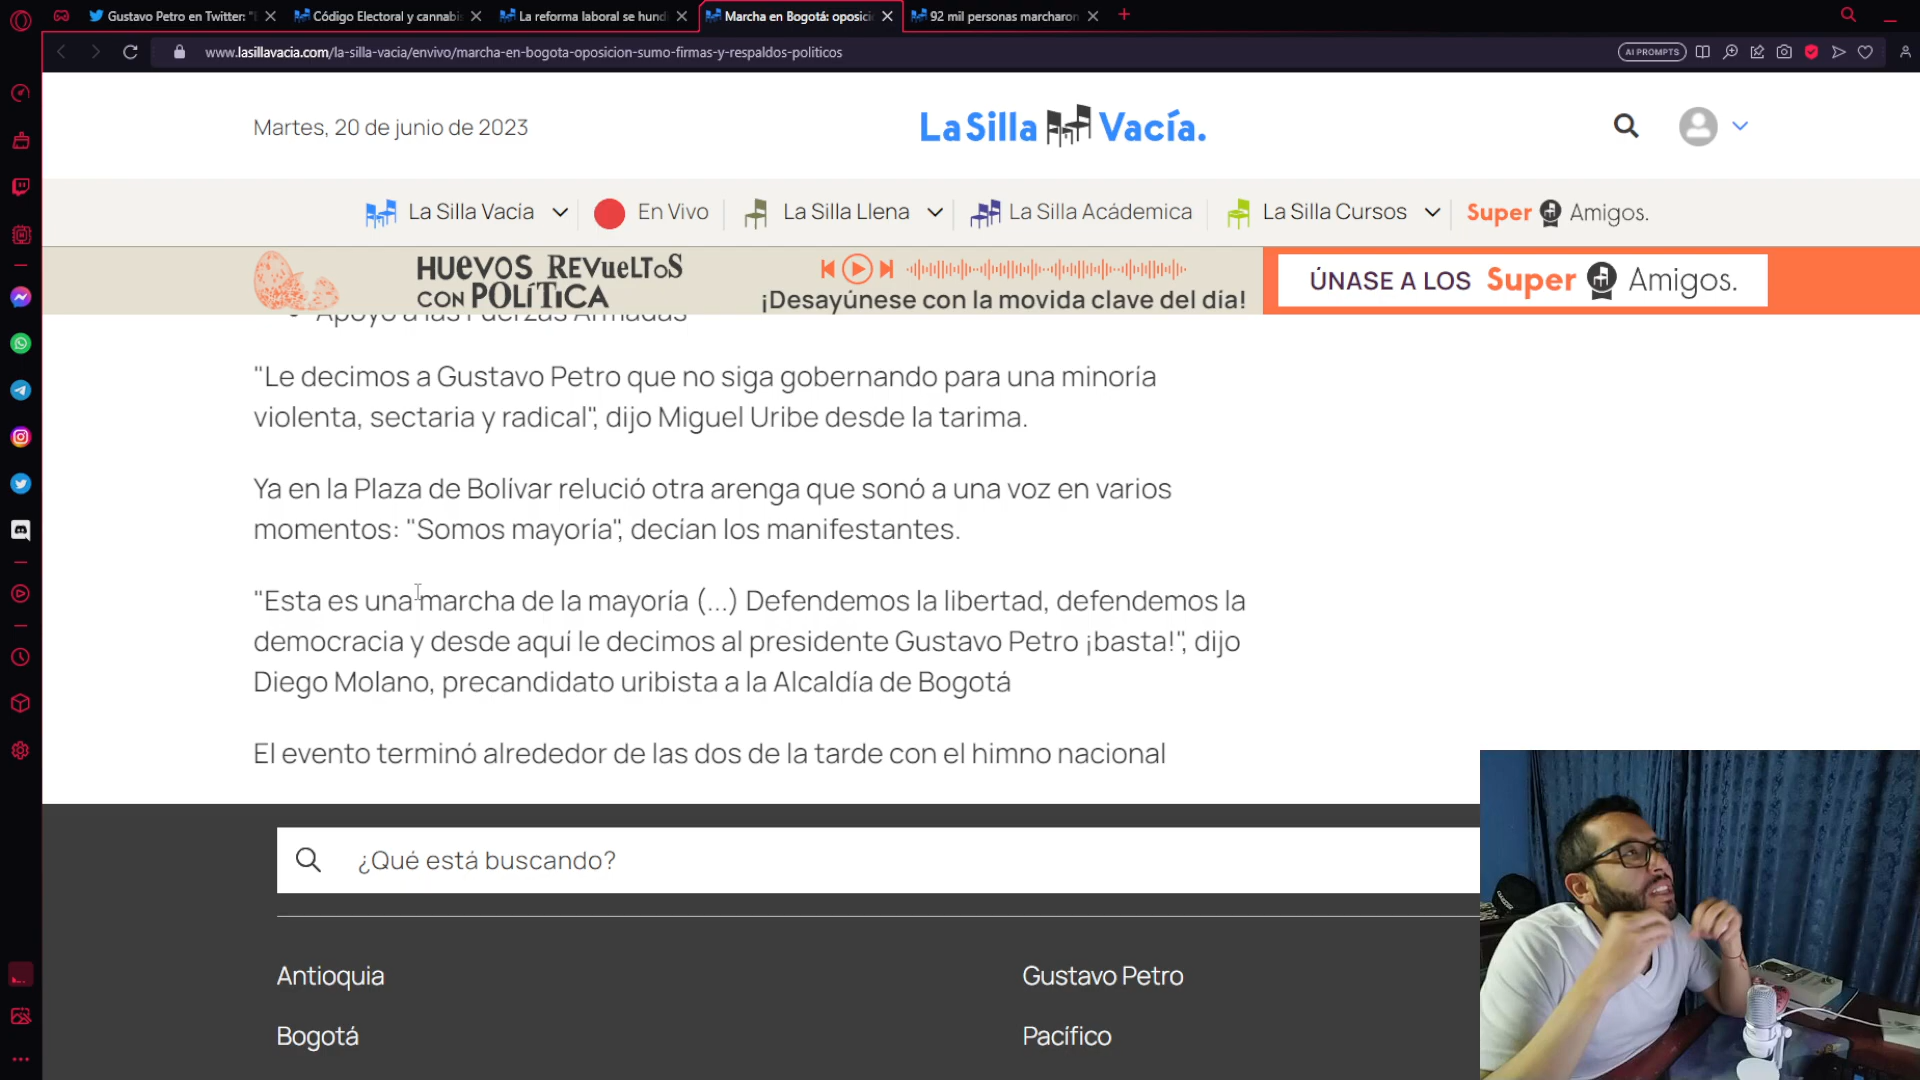 Gustavo Petro en Twitter: "
Código Electoral y cannabis
La reforma laboral se hund
Marcha en Bogotá: oposici
92 mil personas marcharon
www.lasillavacia.com/la-silla-vacia/envivo/marcha-en-bogota-oposicion-sumo-firmas-y-respaldos-politicos
AI PROMPTS
Martes, 20 de junio de 2023
La Silla Vacía.
La Silla Vacía
En Vivo
La Silla Llena
La Silla Académica
La Silla Cursos
Super Amigos.
HUEVOS REVUELTOS
CON POLÍTICA
¡Desayúnese con la movida clave del día!
ÚNASE A LOS Super Amigos.
Apoyo a las Fuerzas Armadas
"Le decimos a Gustavo Petro que no siga gobernando para una minoría
violenta, sectaria y radical", dijo Miguel Uribe desde la tarima.
Ya en la Plaza de Bolívar relució otra arenga que sonó a una voz en varios
momentos: "Somos mayoría", decían los manifestantes.
"Esta es una marcha de la mayoría (...) Defendemos la libertad, defendemos la
democracia y desde aquí le decimos al presidente Gustavo Petro ¡basta!", dijo
Diego Molano, precandidato uribista a la Alcaldía de Bogotá
El evento terminó alrededor de las dos de la tarde con el himno nacional
¿Qué está buscando?
Antioquia
Gustavo Petro
Bogotá
Pacífico